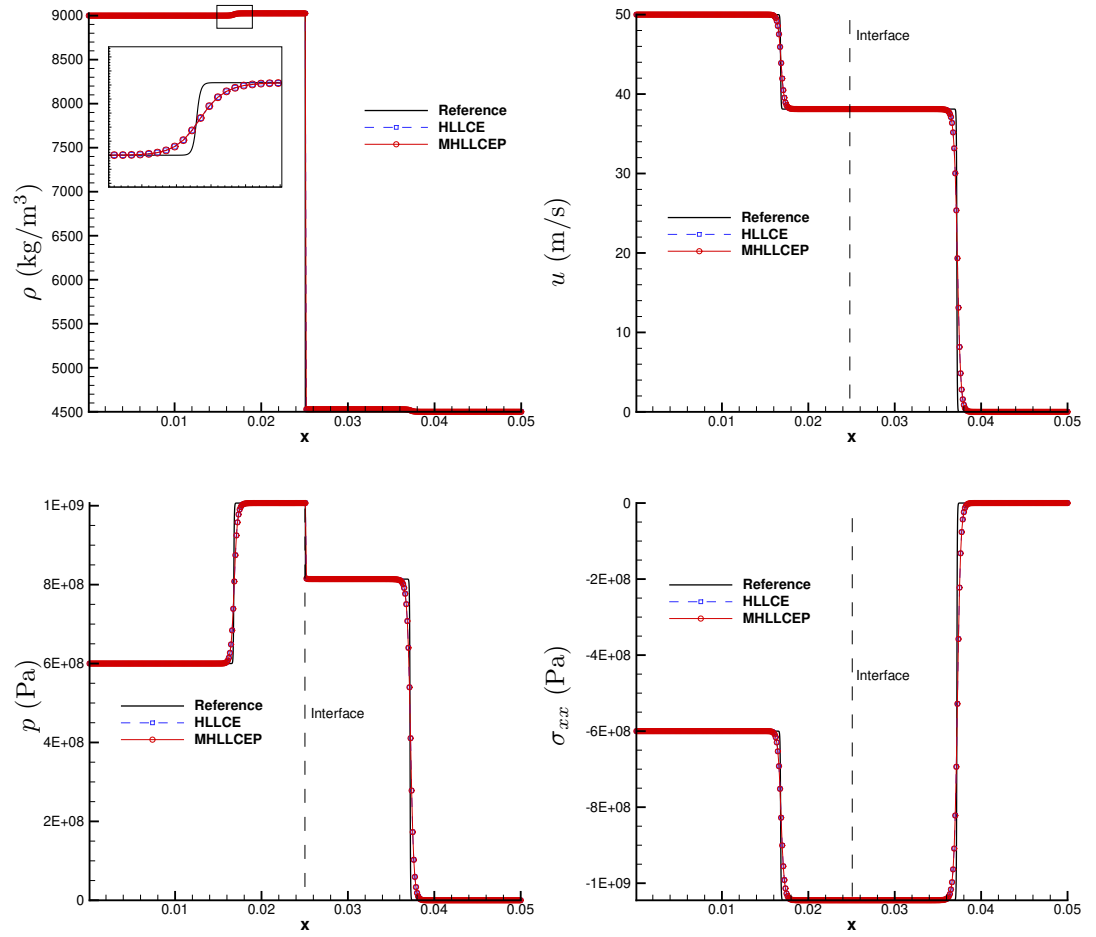 9000
8500
8000
7500
7000
6500
6000
5500
5000
4500
ρ (kg/m³)
Reference
HLLCE
MHLLCEP
0.01
0.02
0.03
0.04
0.05
x
50
40
30
20
10
0
u (m/s)
Interface
Reference
HLLCE
MHLLCEP
0.01
0.02
0.03
0.04
0.05
x
1E+09
8E+08
6E+08
4E+08
2E+08
0
p (Pa)
Reference
HLLCE
MHLLCEP
Interface
0.01
0.02
0.03
0.04
0.05
x
0
-2E+08
-4E+08
-6E+08
-8E+08
-1E+09
σxx (Pa)
Reference
HLLCE
MHLLCEP
Interface
0.01
0.02
0.03
0.04
0.05
x